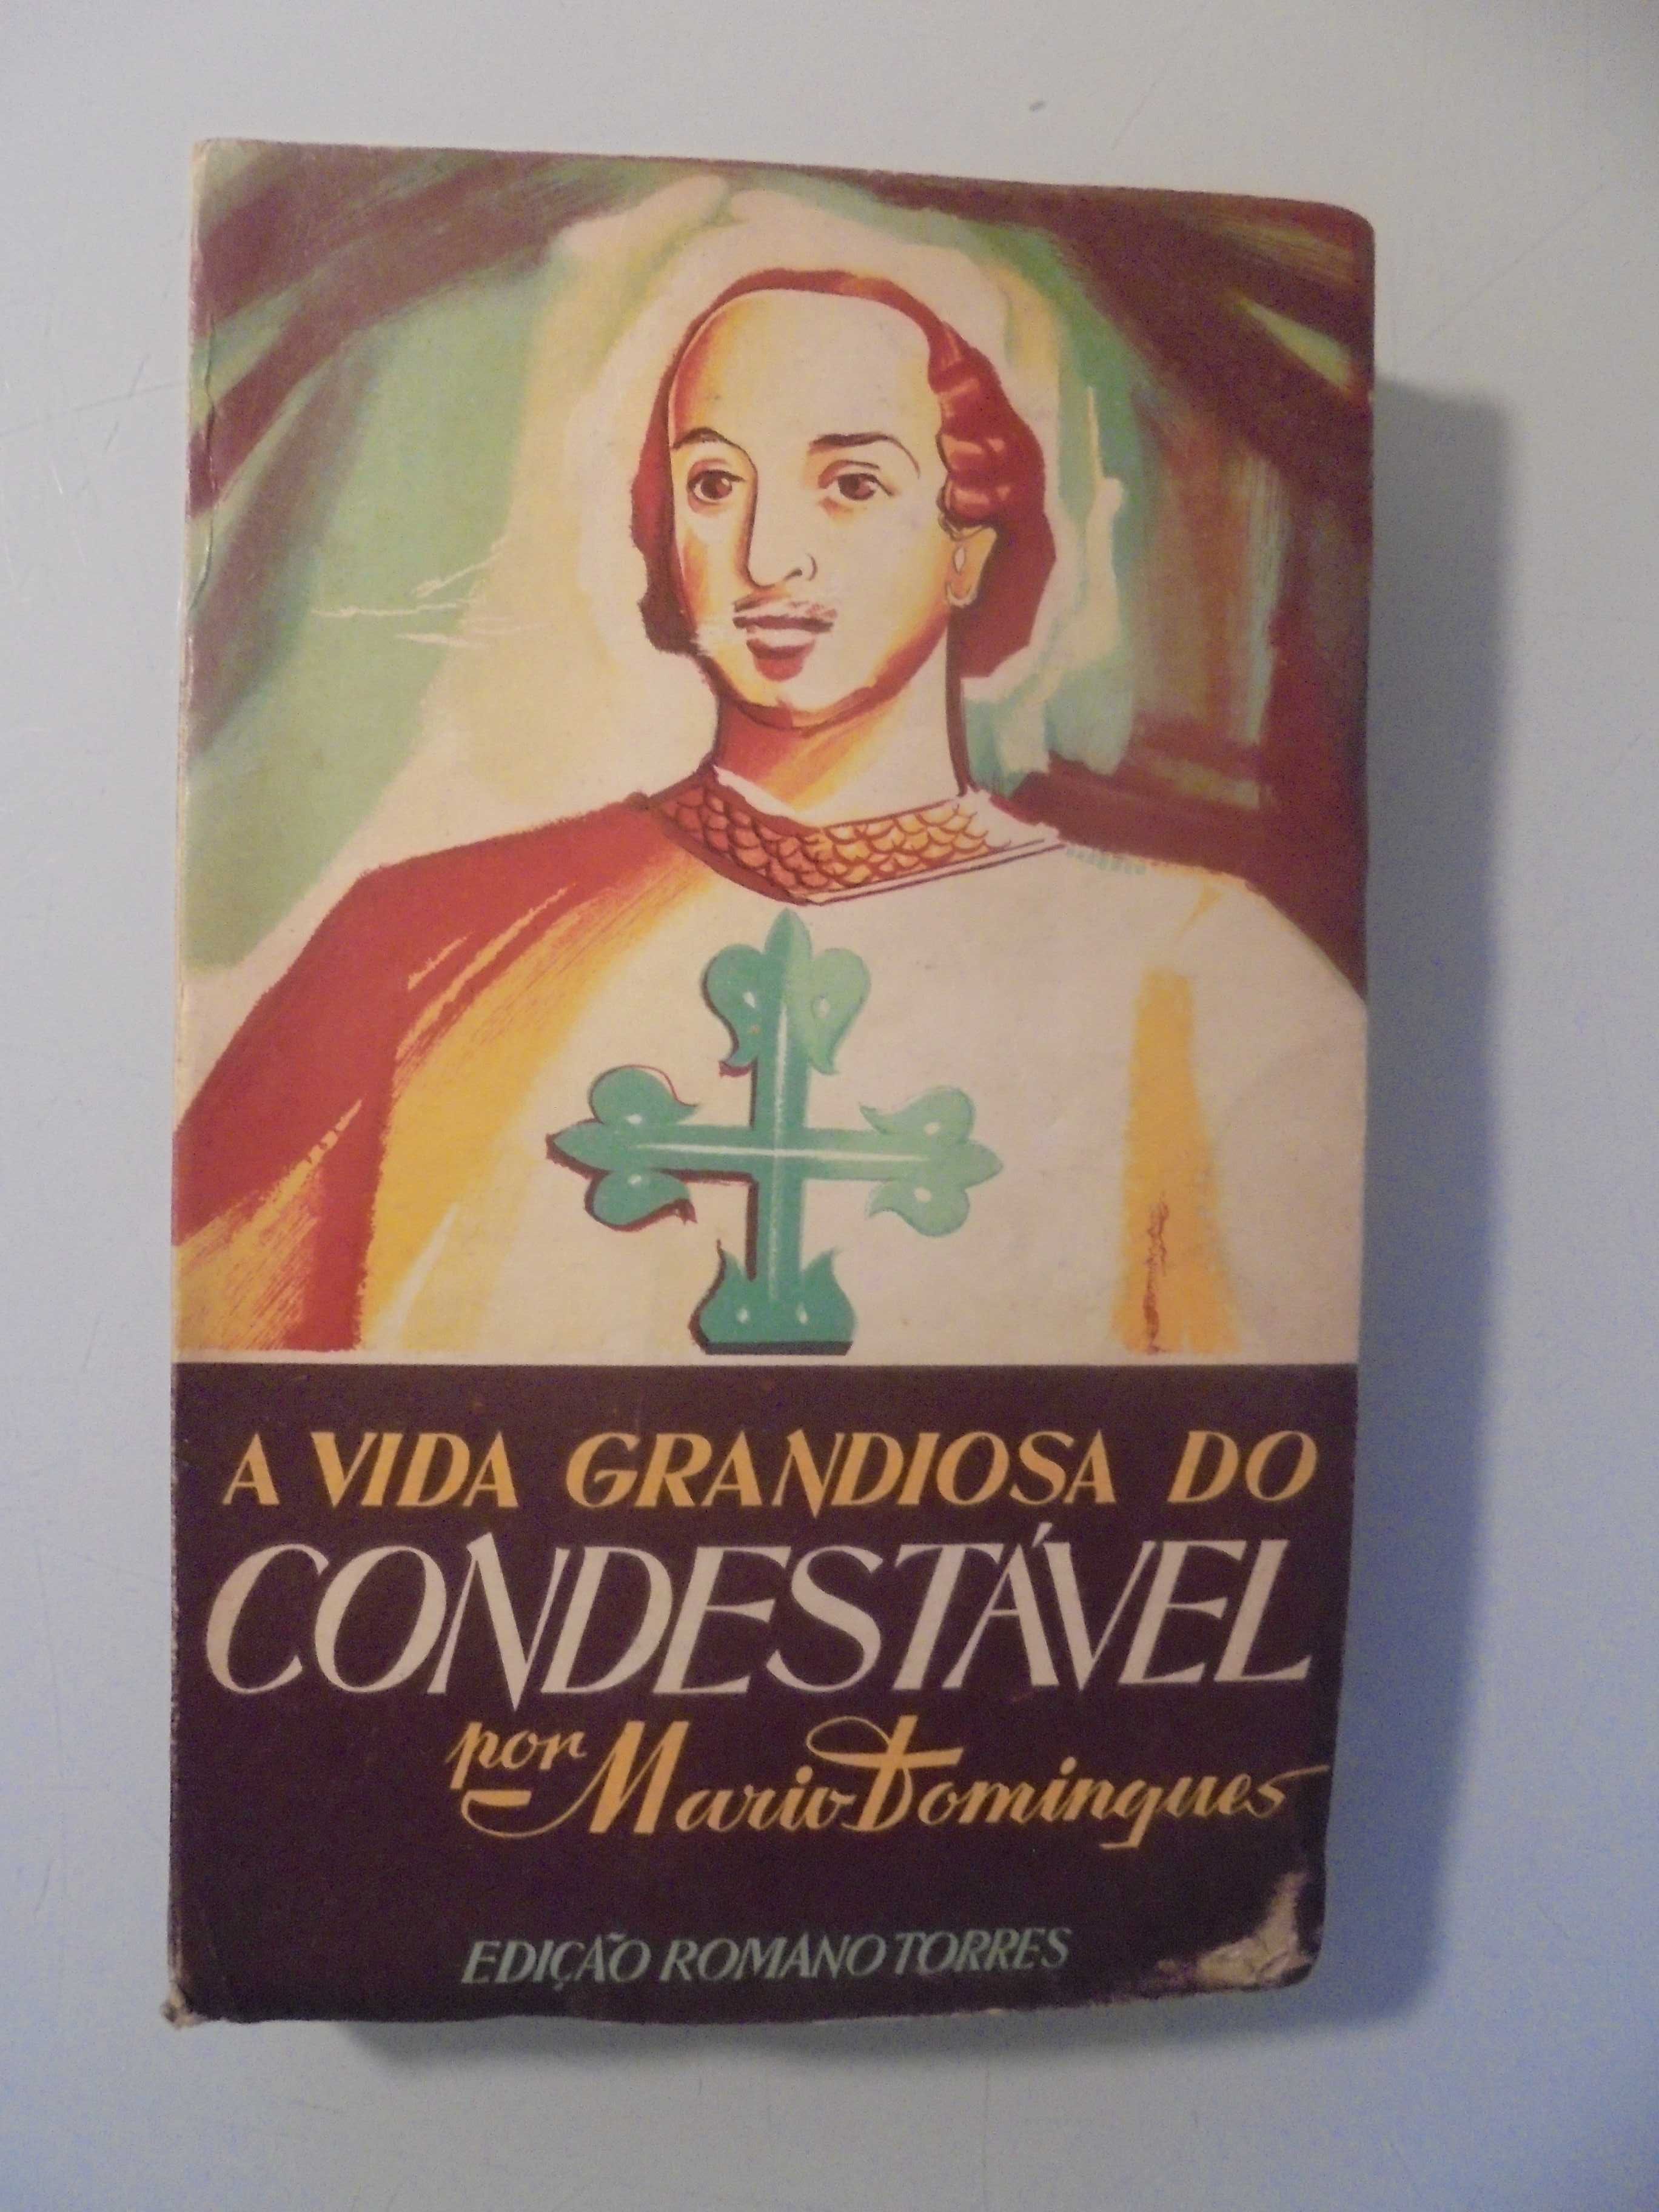 A VIDA GRANDIOSA DO
CONDESTÁVEL
por Mario Domingues
EDIÇÃO ROMANO TORRES